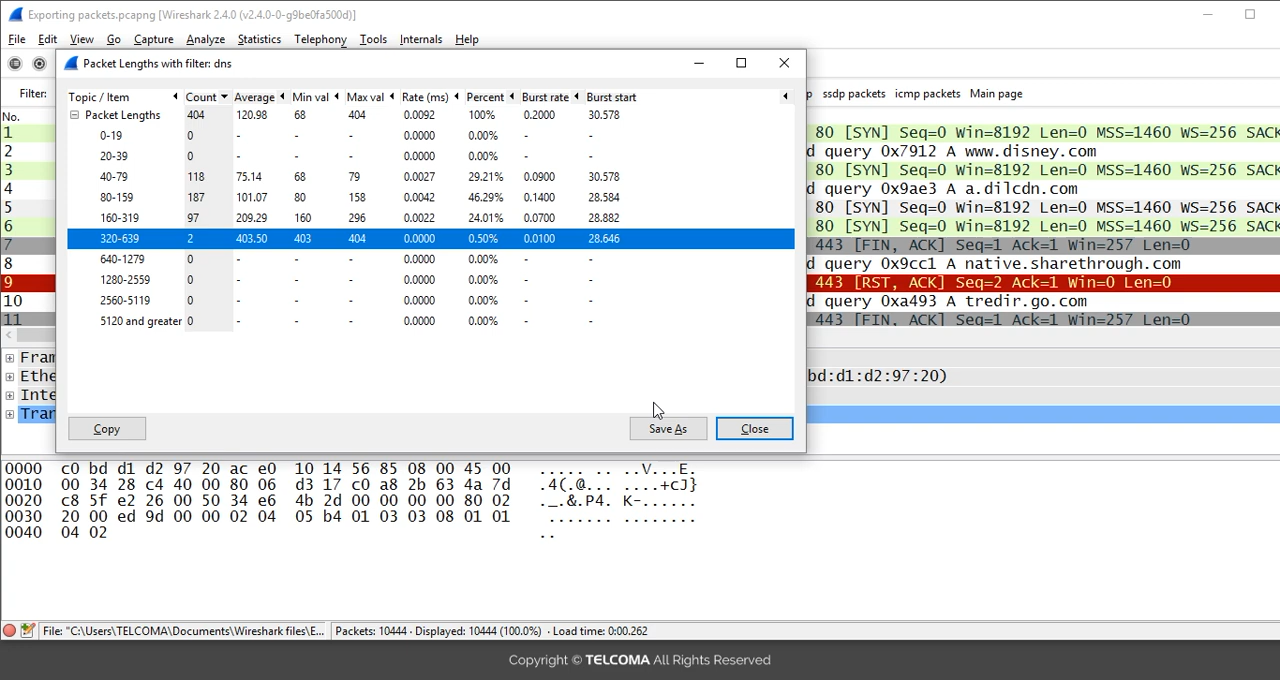 Exporting packets.pcapng [Wireshark 2.4.0 (v2.4.0-0-g9be0fa500d)]
File Edit View Go Capture Analyze Statistics Telephony Tools Internals Help
Packet Lengths with filter: dns
Filter:
p ssdp packets icmp packets Main page
Topic / Item Count Average Min val Max val Rate (ms) Percent Burst rate Burst start
Packet Lengths 404 120.98 68 404 0.0092 100% 0.2000 30.578
0-19 0 - - - 0.0000 0.00% - -
20-39 0 - - - 0.0000 0.00% - -
40-79 118 75.14 68 79 0.0027 29.21% 0.0900 30.578
80-159 187 101.07 80 158 0.0042 46.29% 0.1400 28.584
160-319 97 209.29 160 296 0.0022 24.01% 0.0700 28.882
320-639 2 403.50 403 404 0.0000 0.50% 0.0100 28.646
640-1279 0 - - - 0.0000 0.00% - -
1280-2559 0 - - - 0.0000 0.00% - -
2560-5119 0 - - - 0.0000 0.00% - -
5120 and greater 0 - - - 0.0000 0.00% - -
Copy Save As Close
No.
1 80 [SYN] Seq=0 Win=8192 Len=0 MSS=1460 WS=256 SACK
2 d query 0x7912 A www.disney.com
3 80 [SYN] Seq=0 Win=8192 Len=0 MSS=1460 WS=256 SACK
4 d query 0x9ae3 A a.dilcdn.com
5 80 [SYN] Seq=0 Win=8192 Len=0 MSS=1460 WS=256 SACK
6 80 [SYN] Seq=0 Win=8192 Len=0 MSS=1460 WS=256 SACK
7 443 [FIN, ACK] Seq=1 Ack=1 Win=257 Len=0
8 d query 0x9cc1 A native.sharethrough.com
9 443 [RST, ACK] Seq=2 Ack=1 Win=0 Len=0
10 d query 0xa493 A tredir.go.com
11 443 [FIN, ACK] Seq=1 Ack=1 Win=257 Len=0
Fram
Ethe bd:d1:d2:97:20)
Inte
Tran
0000 c0 bd d1 d2 97 20 ac e0 10 14 56 85 08 00 45 00 ..... .. ..V...E.
0010 00 34 28 c4 40 00 80 06 d3 17 c0 a8 2b 63 4a 7d .4(.@... ....+cJ}
0020 c8 5f e2 26 00 50 34 e6 4b 2d 00 00 00 00 80 02 ._.&.P4. K-......
0030 20 00 ed 9d 00 00 02 04 05 b4 01 03 03 08 01 01 ....... ........
0040 04 02 ..
File: "C:\Users\TELCOMA\Documents\Wireshark files\E... Packets: 10444 · Displayed: 10444 (100.0%) · Load time: 0:00.262
Copyright © TELCOMA All Rights Reserved